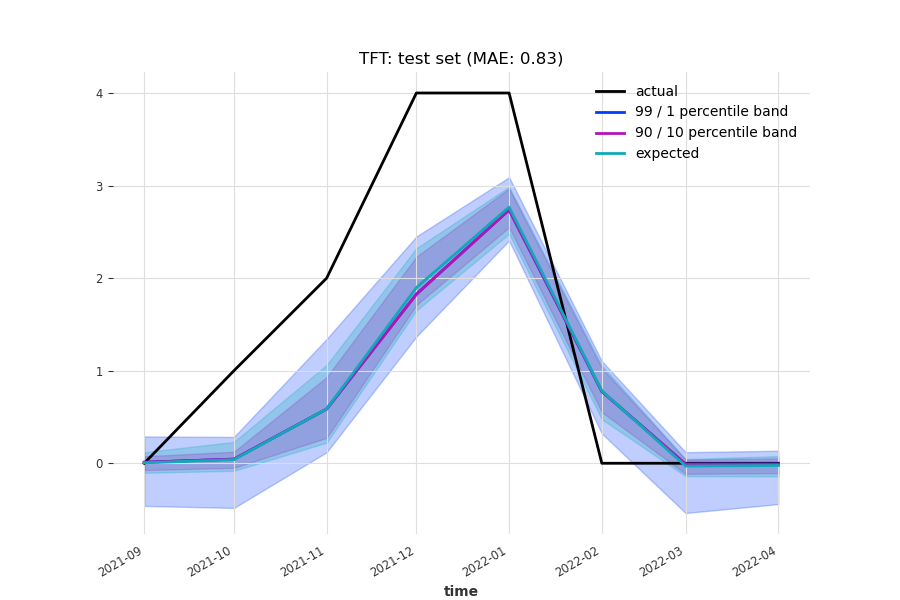 TFT: test set (MAE: 0.83)
actual
99 / 1 percentile band
90 / 10 percentile band
expected
4
3
2
1
0
2021-09
2021-10
2021-11
2021-12
2022-01
2022-02
2022-03
2022-04
time